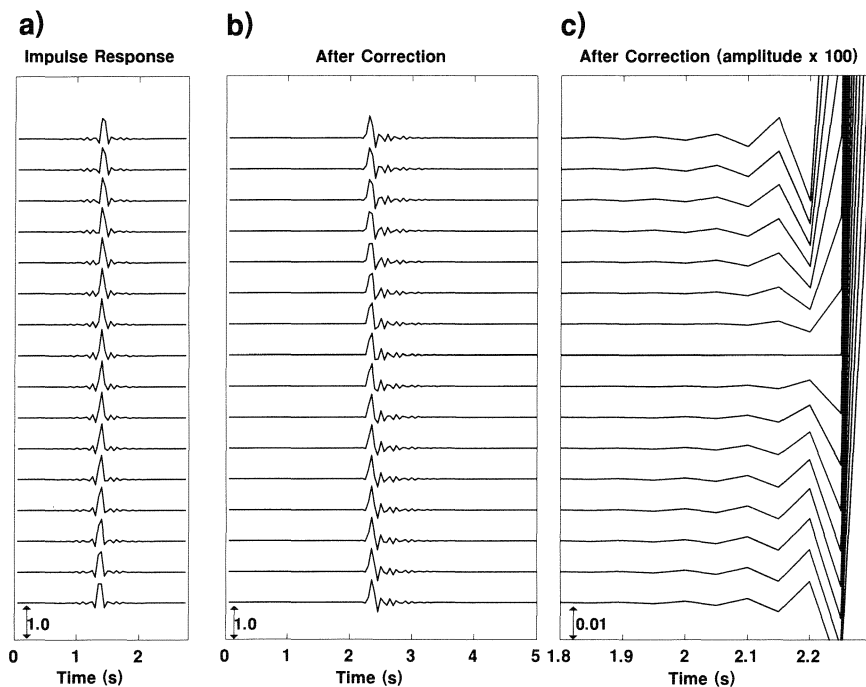 a)
b)
c)
Impulse Response
After Correction
After Correction (amplitude x 100)
1.0
1.0
0.01
0 1 2
0 1 2 3 4 5
1.8 1.9 2 2.1 2.2
Time (s)
Time (s)
Time (s)